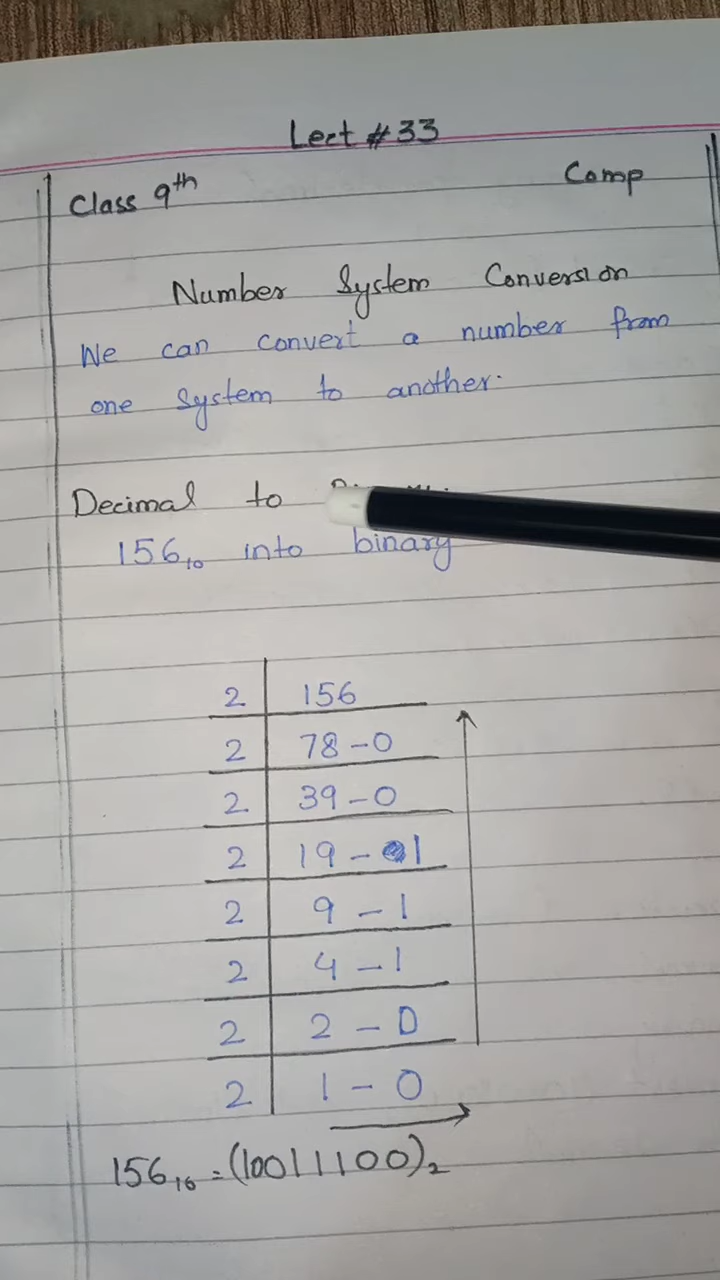 Lect # 33
Class 9th Comp
Number System Conversion
We can convert a number from
one system to another.
Decimal to
156₁₀ into binary
2 156
2 78 - 0
2 39 - 0
2 19 - 1
2 9 - 1
2 4 - 1
2 2 - 0
2 1 - 0
156₁₆ = (10011100)₂